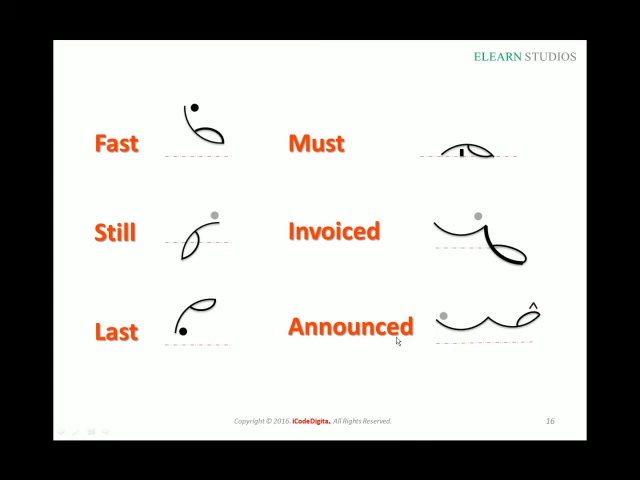 ELEARN STUDIOS
Fast
Must
Still
Invoiced
Last
Announced
Copyright © 2016. iCodeDigita. All Rights Reserved.
16